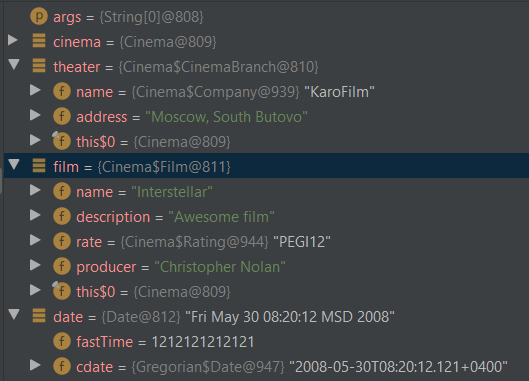 args = {String[0]@808}
cinema = {Cinema@809}
theater = {Cinema$CinemaBranch@810}
name = {Cinema$Company@939} "KaroFilm"
address = "Moscow, South Butovo"
this$0 = {Cinema@809}
film = {Cinema$Film@811}
name = "Interstellar"
description = "Awesome film"
rate = {Cinema$Rating@944} "PEGI12"
producer = "Christopher Nolan"
this$0 = {Cinema@809}
date = {Date@812} "Fri May 30 08:20:12 MSD 2008"
fastTime = 1212121212121
cdate = {Gregorian$Date@947} "2008-05-30T08:20:12.121+0400"